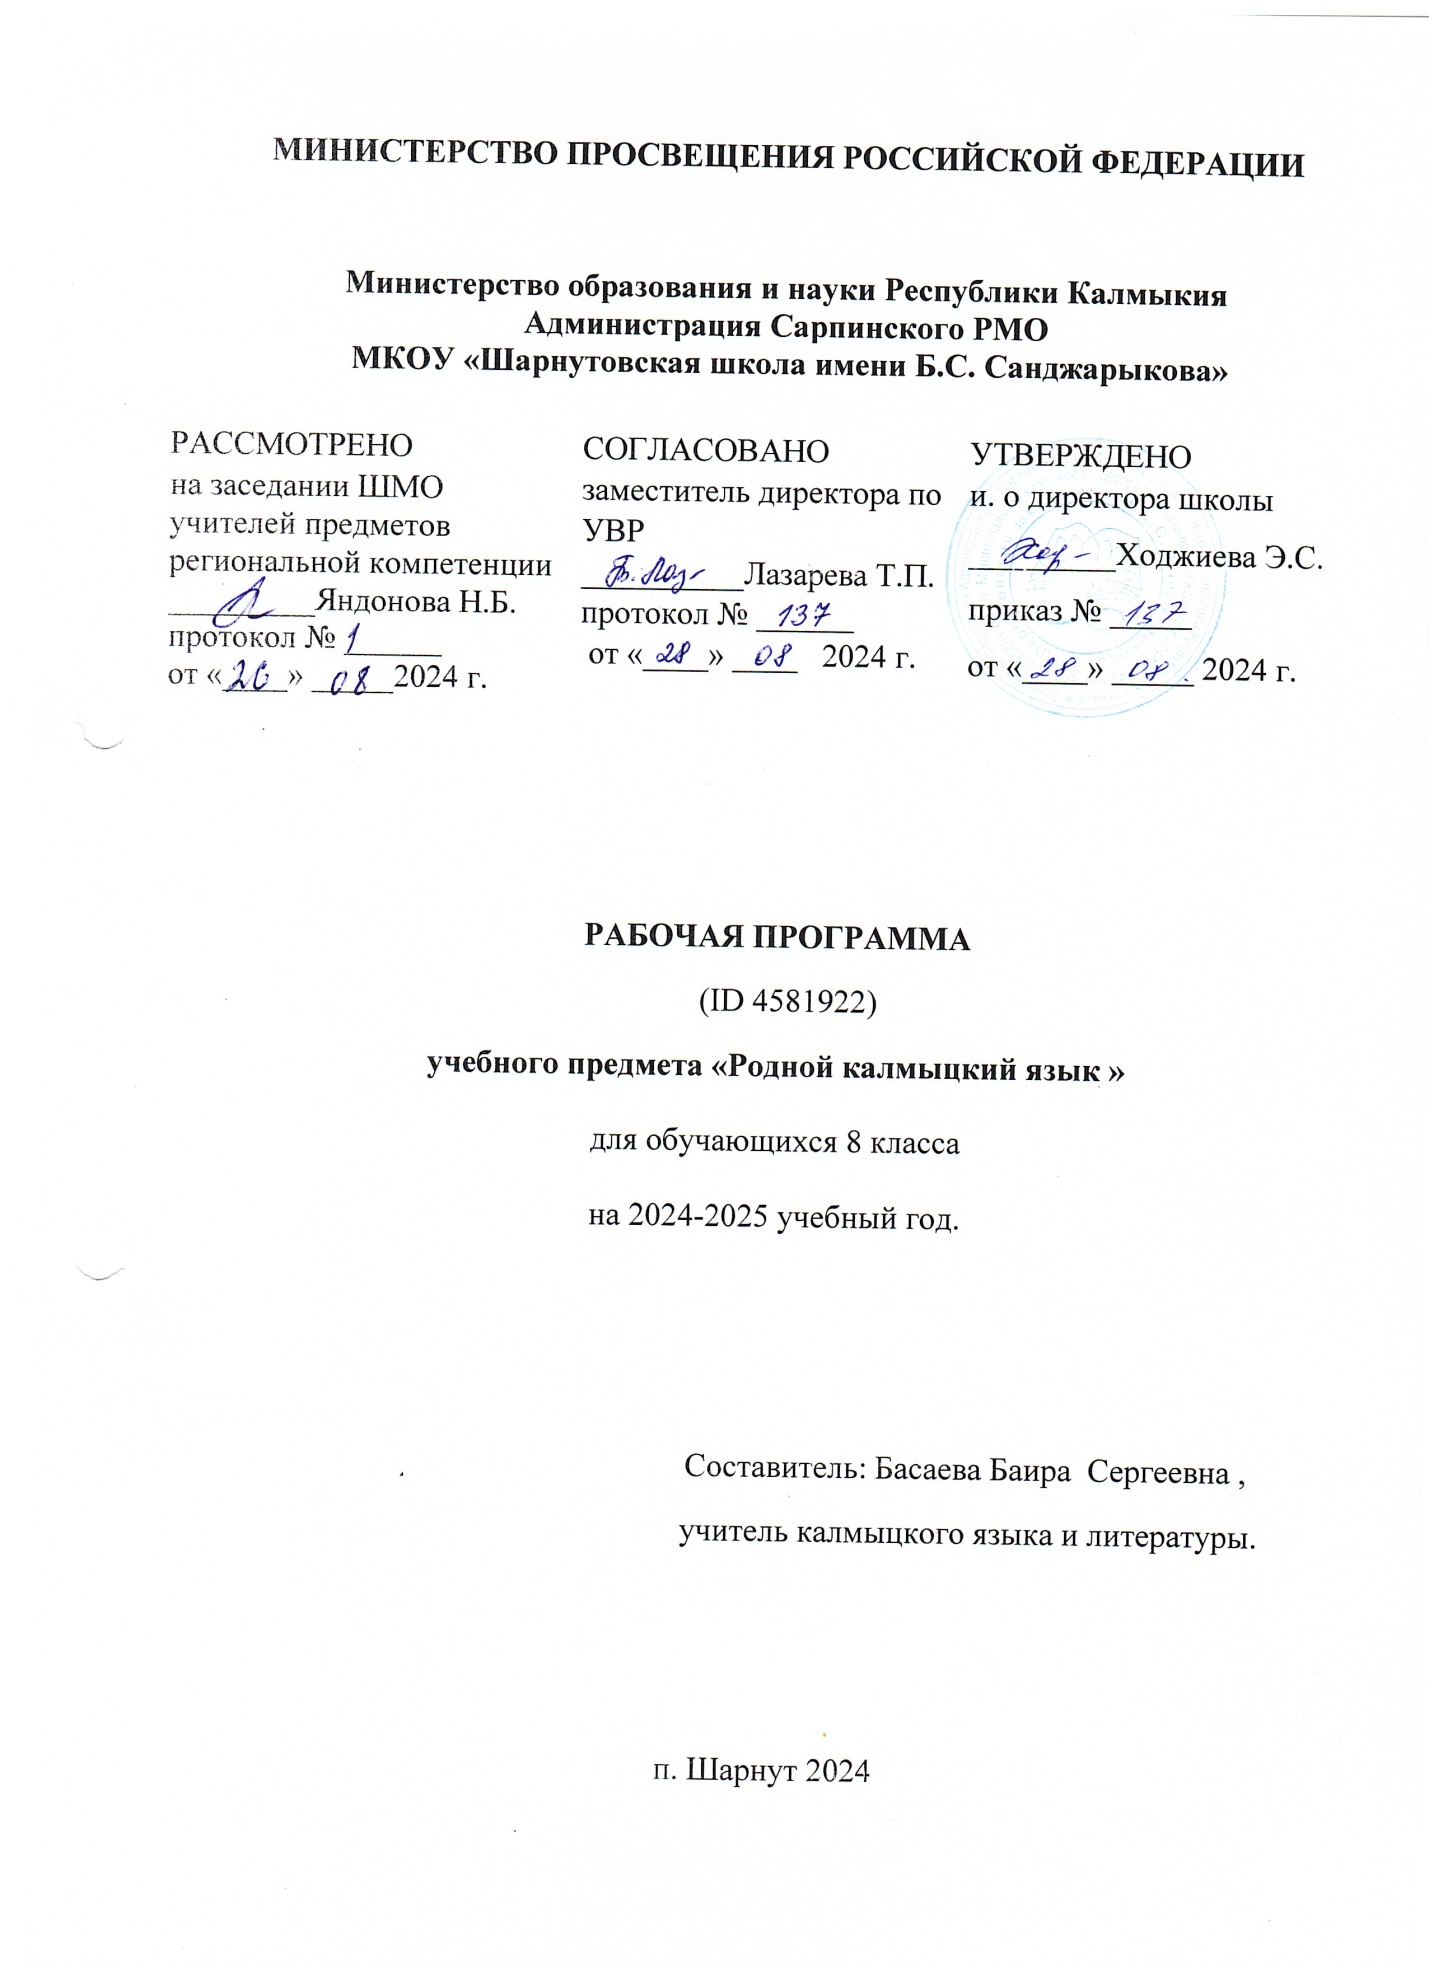 МИНИСТЕРСТВО ПРОСВЕЩЕНИЯ РОССИЙСКОЙ ФЕДЕРАЦИИ
Министерство образования и науки Республики Калмыкия
Администрация Сарпинского РМО
МКОУ «Шарнутовская школа имени Б.С. Санджарыкова»
РАССМОТРЕНО
на заседании ШМО
учителей предметов
региональной компетенции
_________Яндонова Н.Б.
протокол № 1
от «26» 08 2024 г.
СОГЛАСОВАНО
заместитель директора по
УВР
__________Лазарева Т.П.
протокол № 137
от «28» 08 2024 г.
УТВЕРЖДЕНО
и. о директора школы
_________Ходжиева Э.С.
приказ № 137
от «28» 08 2024 г.
РАБОЧАЯ ПРОГРАММА
(ID 4581922)
учебного предмета «Родной калмыцкий язык »
для обучающихся 8 класса
на 2024-2025 учебный год.
Составитель: Басаева Баира Сергеевна ,
учитель калмыцкого языка и литературы.
п. Шарнут 2024